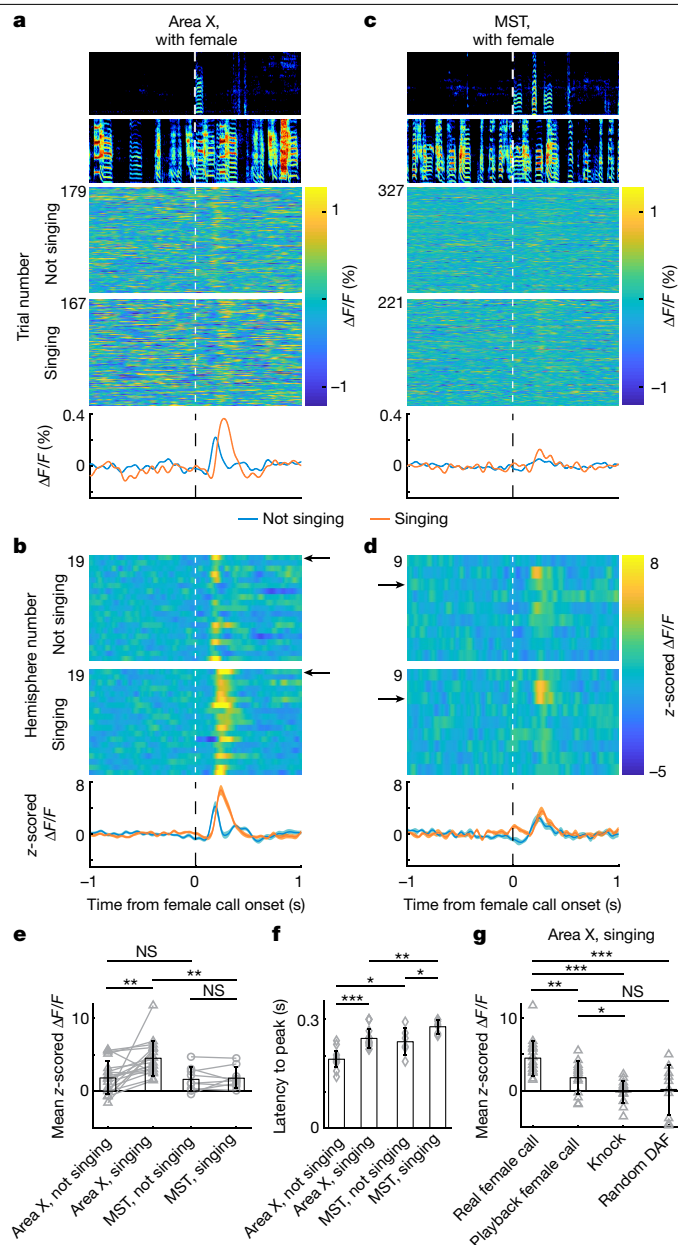 a
Area X,
with female
c
MST,
with female
179
Not singing
167
Singing
Trial number
1
−1
ΔF/F (%)
327
221
1
−1
ΔF/F (%)
0.4
0
ΔF/F (%)
0.4
0
Not singing
Singing
b
19
Not singing
19
Singing
Hemisphere number
8
0
z-scored
ΔF/F
−1
0
1
Time from female call onset (s)
d
9
9
8
−5
z-scored ΔF/F
8
0
−1
0
1
Time from female call onset (s)
e
NS
**
**
NS
10
0
Mean z-scored ΔF/F
Area X, not singing
Area X, singing
MST, not singing
MST, singing
f
**
*
*
***
0.3
0
Latency to peak (s)
Area X, not singing
Area X, singing
MST, not singing
MST, singing
g
Area X, singing
***
***
**
NS
*
10
0
Mean z-scored ΔF/F
Real female call
Playback female call
Knock
Random DAF